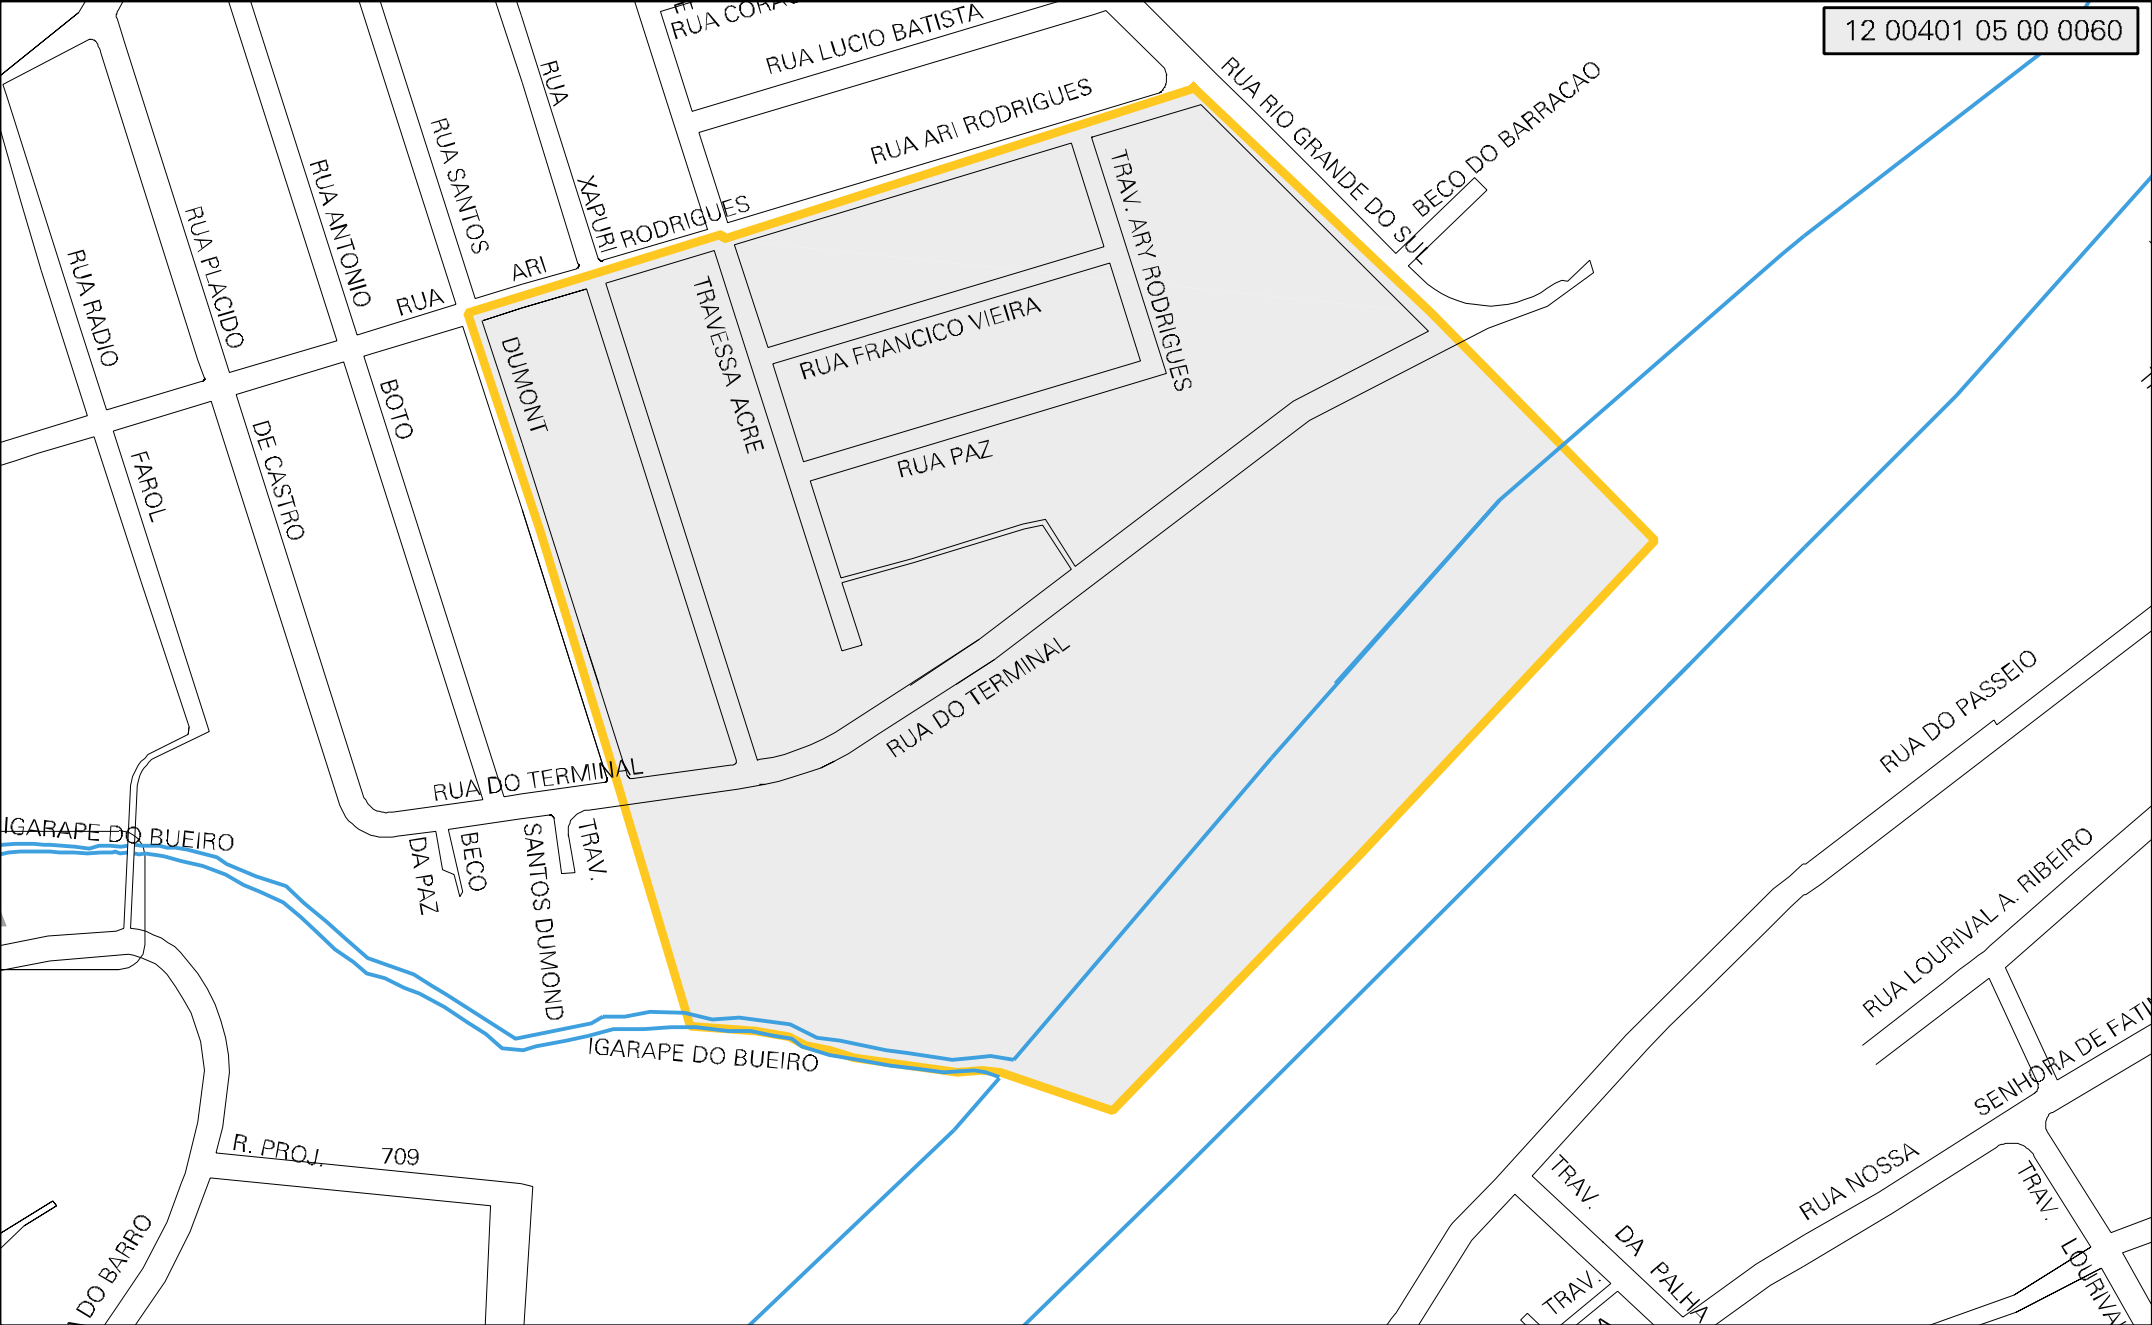 12 00401 05 00 0060
RUA LUCIO BATISTA
RUA ARI RODRIGUES
RUA RIO GRANDE DO SUL
BECO DO BARRACAO
RUA
XAPURI
RUA SANTOS
DUMONT
RUA ANTONIO
BOTO
RUA PLACIDO
DE CASTRO
RUA RADIO
FAROL
RUA
ARI
RODRIGUES
TRAV. ARY RODRIGUES
TRAVESSA ACRE
RUA FRANCICO VIEIRA
RUA PAZ
RUA DO TERMINAL
RUA DO TERMINAL
IGARAPE DO BUEIRO
BECO
DA PAZ
TRAV.
SANTOS DUMOND
IGARAPE DO BUEIRO
R. PROJ. 709
DO BARRO
RUA DO PASSEIO
RUA LOURIVAL A. RIBEIRO
RUA NOSSA
SENHORA DE
TRAV.
DA PALHA
TRAV.
TRAV.